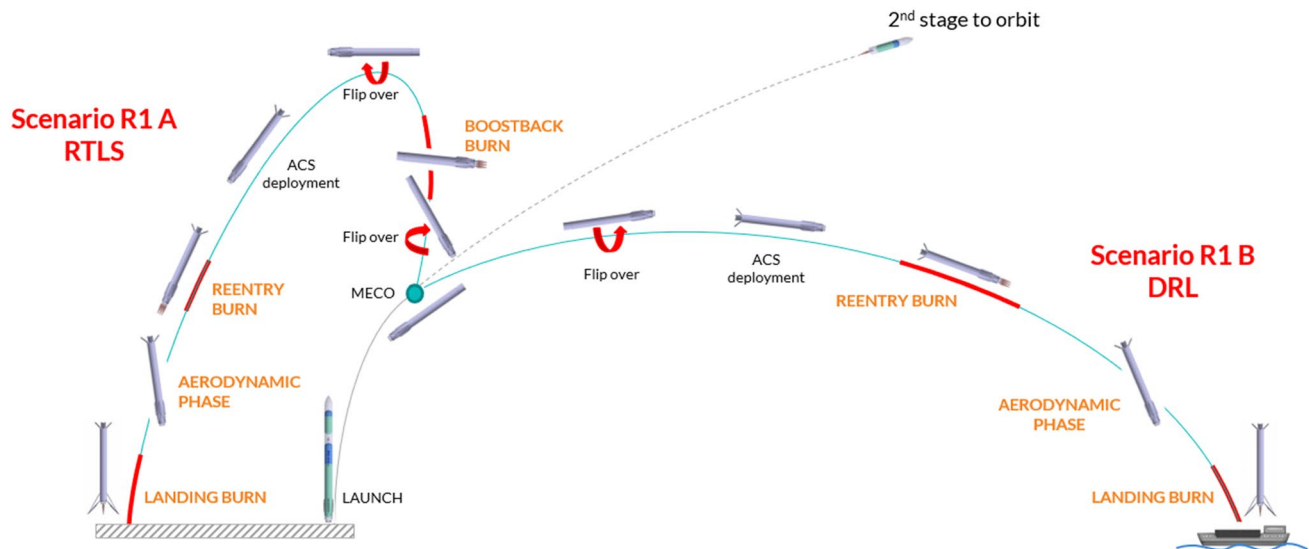 2nd stage to orbit
Scenario R1 A
RTLS
Flip over
BOOSTBACK
BURN
ACS
deployment
Flip over
REENTRY
BURN
MECO
Flip over
ACS
deployment
REENTRY BURN
Scenario R1 B
DRL
AERODYNAMIC
PHASE
AERODYNAMIC
PHASE
LANDING BURN
LAUNCH
LANDING BURN